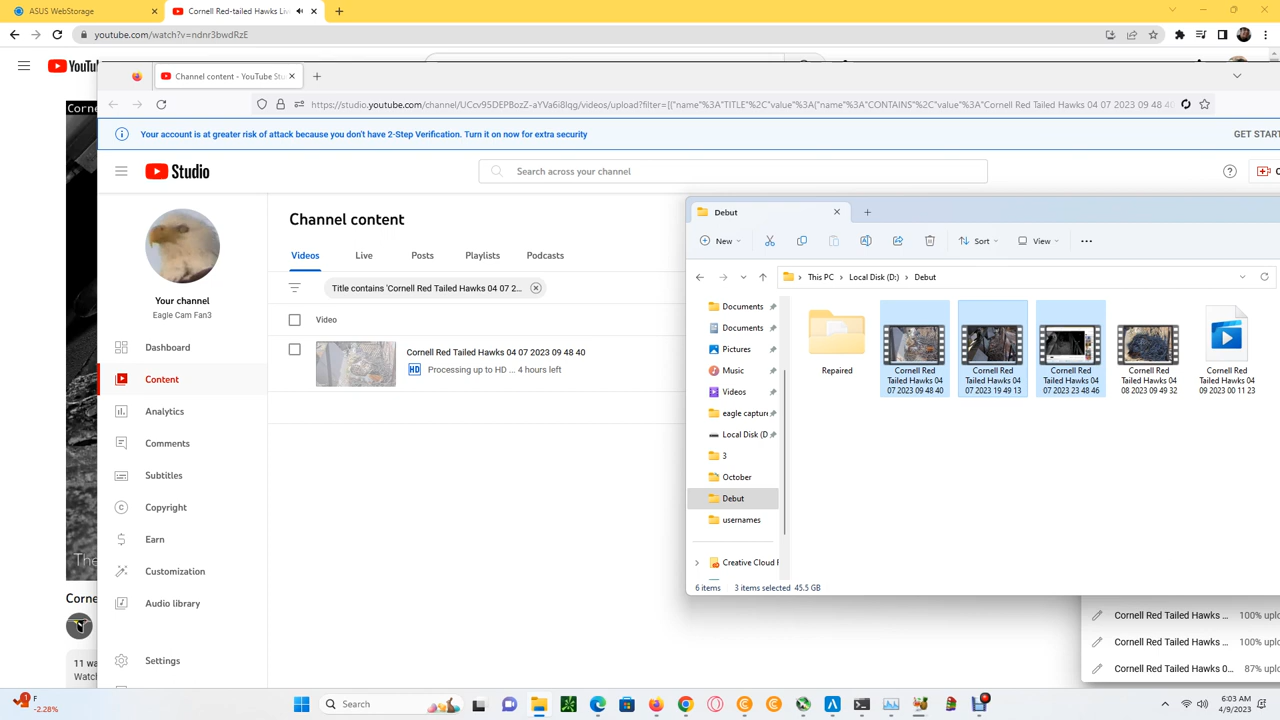 ASUS WebStorage
Cornell Red-tailed Hawks Liv
youtube.com/watch?v=ndnr3bwdRzE
YouTu
Corne
The
Corne
11 wa
Watch
Channel content - YouTube Stu
https://studio.youtube.com/channel/UCcv95DEPBozZ-aYVa6i8lqg/videos/upload?filter=[{"name"%3A"TITLE"%2C"value"%3A{"name"%3A"CONTAINS"%2C"value"%3A"Cornell Red Tailed Hawks 04 07 2023 09 48 40
Your account is at greater risk of attack because you don't have 2-Step Verification. Turn it on now for extra security
GET START
Studio
Search across your channel
Your channel
Eagle Cam Fan3
Dashboard
Content
Analytics
Comments
Subtitles
Copyright
Earn
Customization
Audio library
Settings
Channel content
Videos
Live
Posts
Playlists
Podcasts
Title contains 'Cornell Red Tailed Hawks 04 07 2...
Video
Cornell Red Tailed Hawks 04 07 2023 09 48 40
HD Processing up to HD ... 4 hours left
Debut
New
Sort
View
This PC
Local Disk (D:)
Debut
Documents
Documents
Pictures
Music
Videos
eagle capture
Local Disk (D
3
October
Debut
usernames
Creative Cloud F
Repaired
Cornell Red
Tailed Hawks 04
07 2023 09 48 40
Cornell Red
Tailed Hawks 04
07 2023 19 49 13
Cornell Red
Tailed Hawks 04
07 2023 23 48 46
Cornell Red
Tailed Hawks 04
08 2023 09 49 32
Cornell Red
Tailed Hawks 04
09 2023 00 11 23
6 items
3 items selected 45.5 GB
Cornell Red Tailed Hawks ... 100% uplo
Cornell Red Tailed Hawks ... 100% uplo
Cornell Red Tailed Hawks 0... 87% uplo
1
F
-2.28%
Search
6:03 AM
4/9/2023